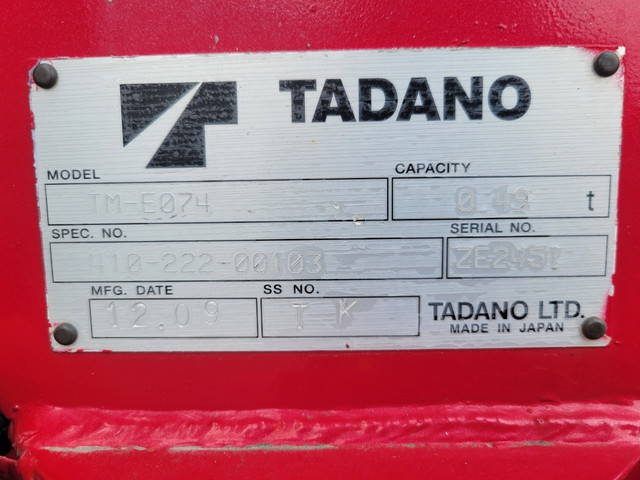 TADANO
MODEL CAPACITY
TM-E074 t
SPEC. NO. SERIAL NO.
410-222-00103
MFG. DATE SS NO.
12.09 T K TADANO LTD.
MADE IN JAPAN